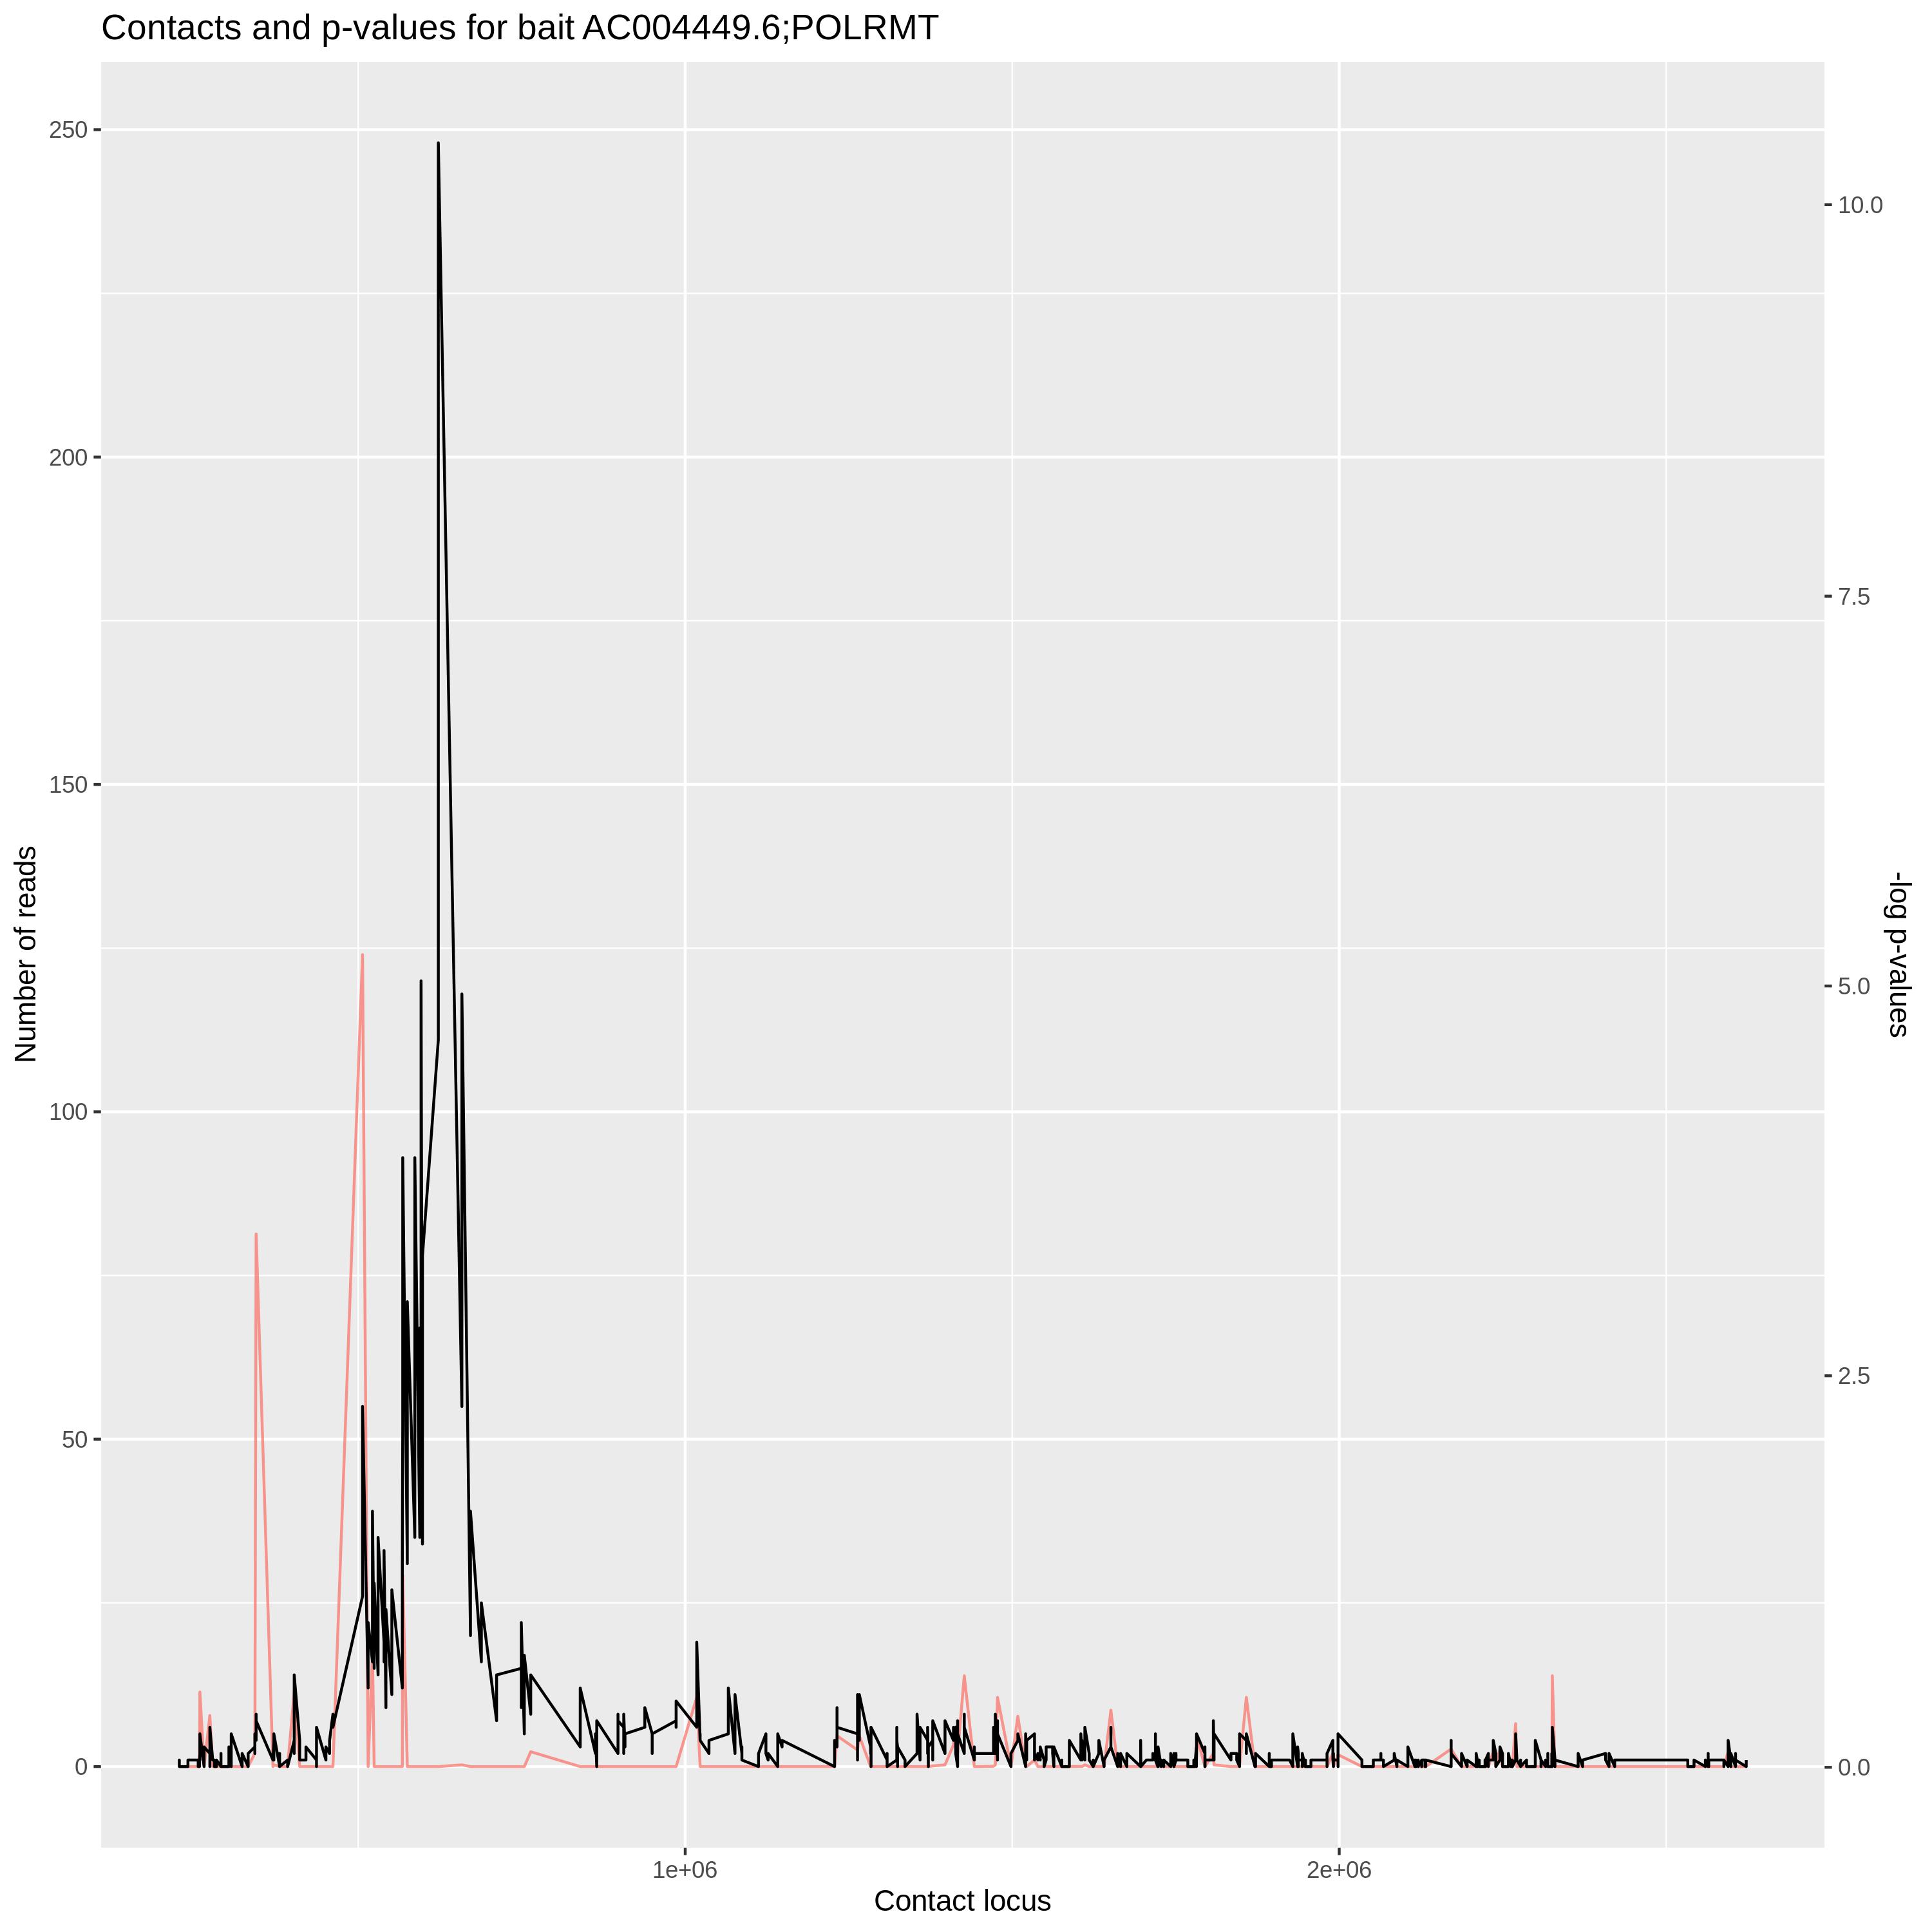 Contacts and p-values for bait AC004449.6;POLRMT
250
200
150
100
50
0
Number of reads
10.0
7.5
5.0
2.5
0.0
-log p-values
1e+06
2e+06
Contact locus